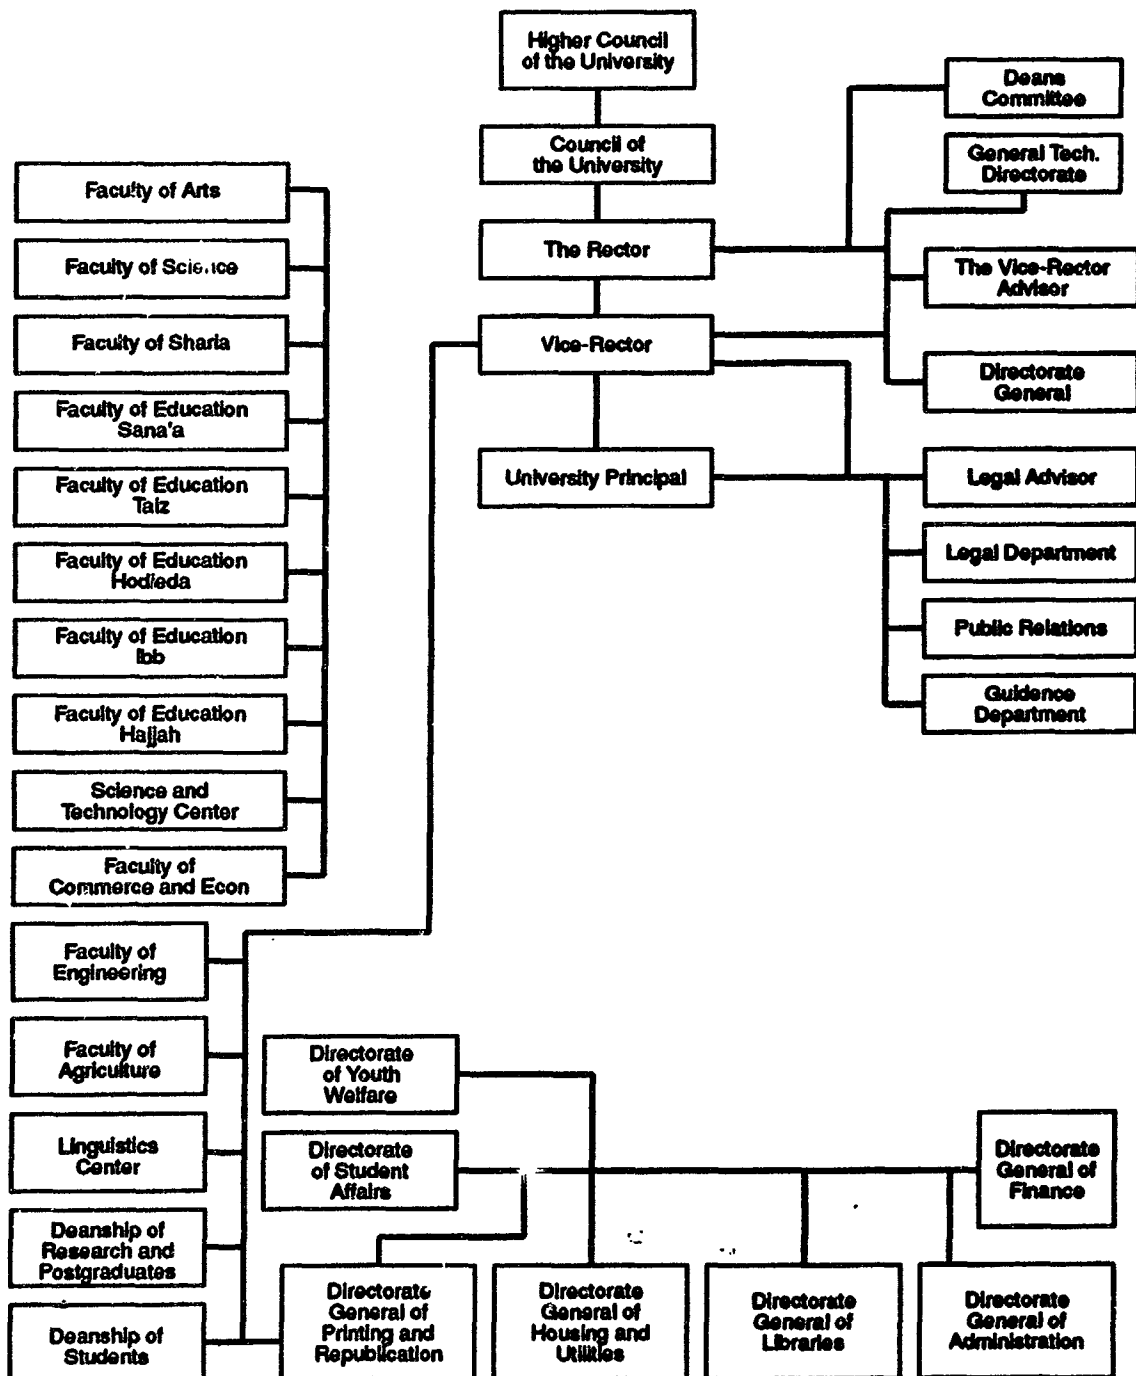 Higher Council
of the University
Council of
the University
The Rector
Vice-Rector
University Principal
Deans
Committee
General Tech.
Directorate
The Vice-Rector
Advisor
Directorate
General
Legal Advisor
Legal Department
Public Relations
Guidence
Department
Faculty of Arts
Faculty of Science
Faculty of Sharia
Faculty of Education
Sana'a
Faculty of Education
Taiz
Faculty of Education
Hodieda
Faculty of Education
Ibb
Faculty of Education
Hajjah
Science and
Technology Center
Faculty of
Commerce and Econ
Faculty of
Engineering
Faculty of
Agriculture
Linguistics
Center
Deanship of
Research and
Postgraduates
Deanship of
Students
Directorate
of Youth
Welfare
Directorate
of Student
Affairs
Directorate
General of
Finance
Directorate
General of
Printing and
Republication
Directorate
General of
Housing and
Utilities
Directorate
General of
Libraries
Directorate
General of
Administration